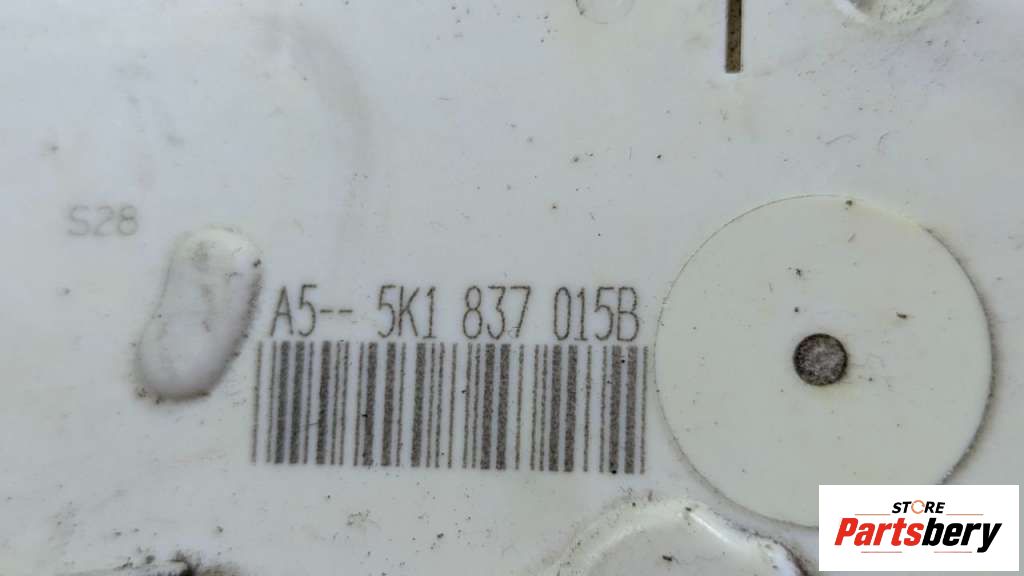 S28
A5-- 5K1 837 015B
STORE
Partsbery